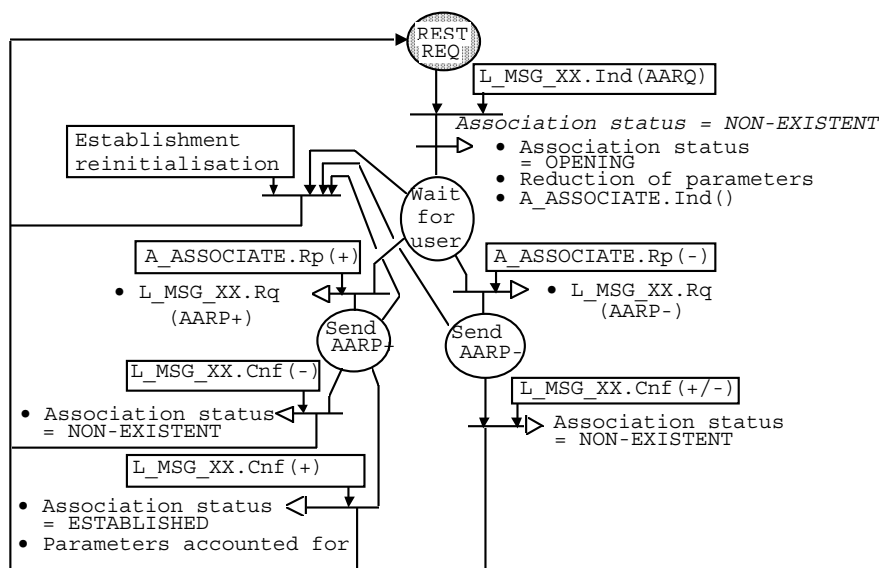 REST
REQ
L_MSG_XX.Ind(AARQ)
Association status = NON-EXISTENT
• Association status
= OPENING
• Reduction of parameters
• A_ASSOCIATE.Ind()
Establishment
reinitialisation
Wait
for
user
A_ASSOCIATE.Rp(+)
• L_MSG_XX.Rq
(AARP+)
A_ASSOCIATE.Rp(-)
• L_MSG_XX.Rq
(AARP-)
Send
AARP+
Send
AARP-
L_MSG_XX.Cnf(-)
• Association status
= NON-EXISTENT
L_MSG_XX.Cnf(+/-)
Association status
= NON-EXISTENT
L_MSG_XX.Cnf(+)
• Association status
= ESTABLISHED
• Parameters accounted for